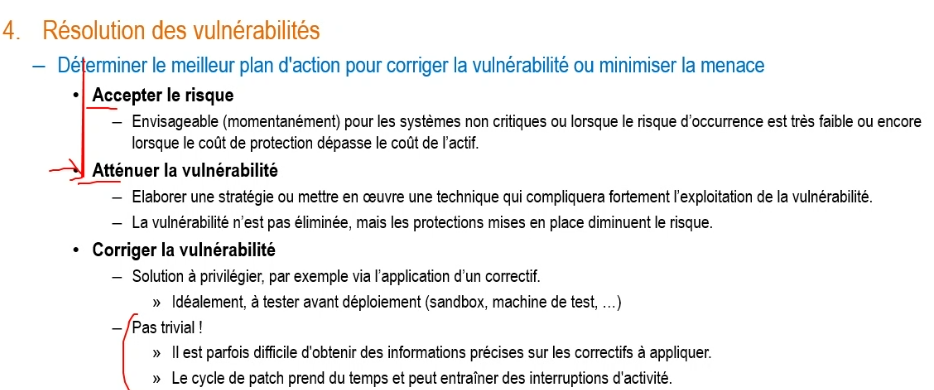 4. Résolution des vulnérabilités
– Déterminer le meilleur plan d'action pour corriger la vulnérabilité ou minimiser la menace
• Accepter le risque
– Envisageable (momentanément) pour les systèmes non critiques ou lorsque le risque d'occurrence est très faible ou encore
lorsque le coût de protection dépasse le coût de l'actif.
• Atténuer la vulnérabilité
– Elaborer une stratégie ou mettre en œuvre une technique qui compliquera fortement l'exploitation de la vulnérabilité.
– La vulnérabilité n'est pas éliminée, mais les protections mises en place diminuent le risque.
• Corriger la vulnérabilité
– Solution à privilégier, par exemple via l'application d'un correctif.
» Idéalement, à tester avant déploiement (sandbox, machine de test, …)
– Pas trivial !
» Il est parfois difficile d'obtenir des informations précises sur les correctifs à appliquer.
» Le cycle de patch prend du temps et peut entraîner des interruptions d'activité.